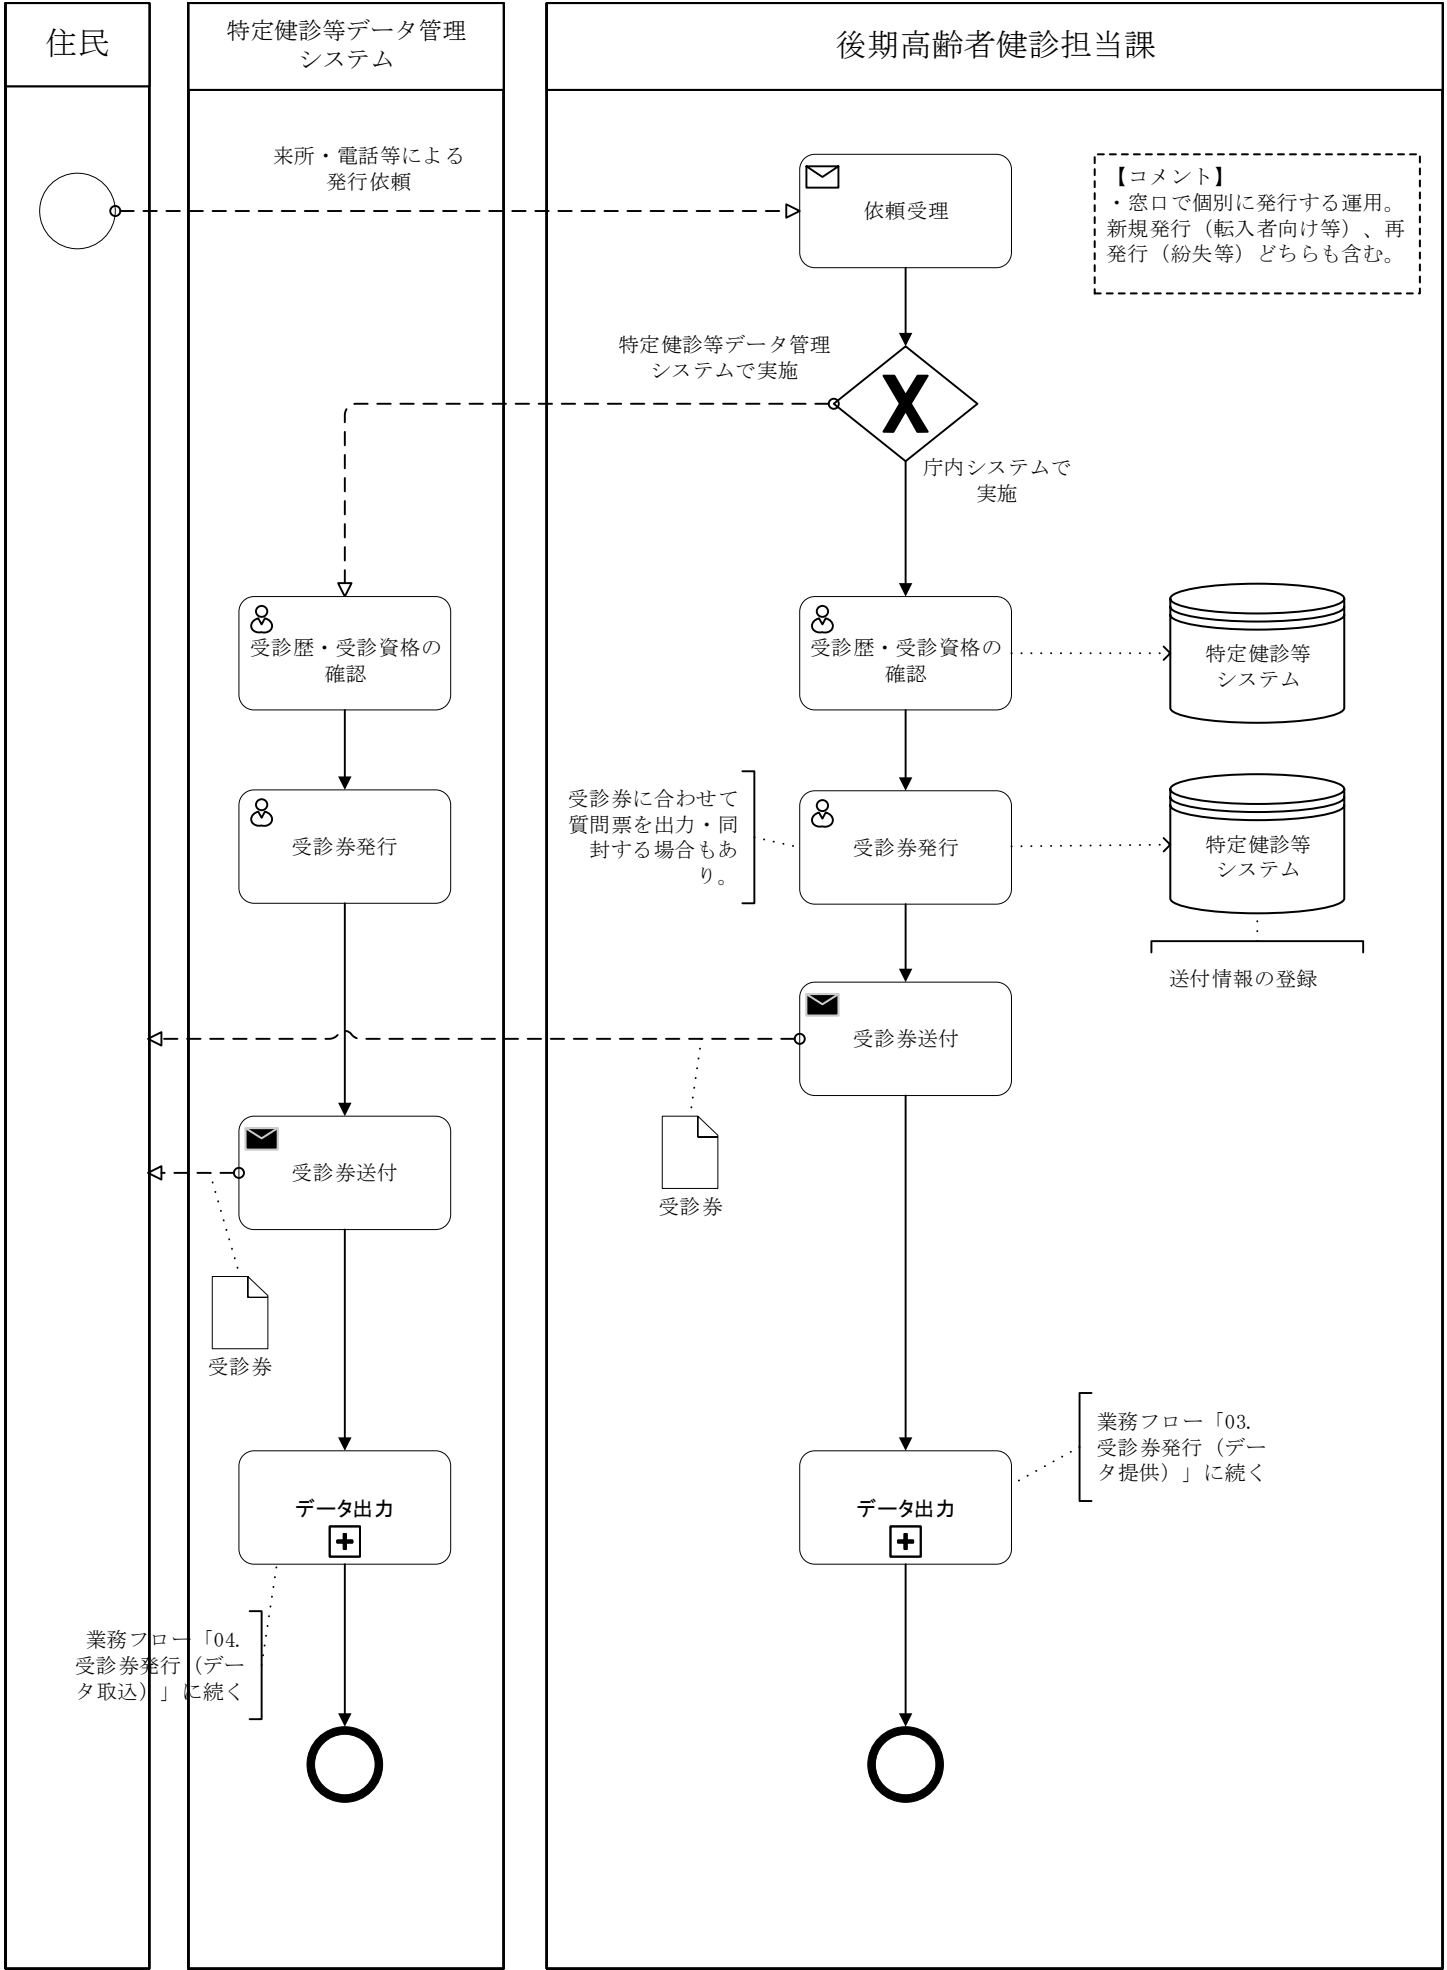 住民
特定健診等データ管理
システム
後期高齢者健診担当課
来所・電話等による
発行依頼
依頼受理
【コメント】
・窓口で個別に発行する運用。
新規発行（転入者向け等）、再
発行（紛失等）どちらも含む。
特定健診等データ管理
システムで実施
X
庁内システムで
実施
受診歴・受診資格の
確認
受診歴・受診資格の
確認
特定健診等
システム
受診券発行
受診券に合わせて
質問票を出力・同
封する場合もあ
り。
受診券発行
特定健診等
システム
送付情報の登録
受診券送付
受診券送付
受診券
受診券
業務フロー「03.
受診券発行（デー
タ提供）」に続く
データ出力
データ出力
業務フロー「04.
受診券発行（デー
タ取込）」に続く